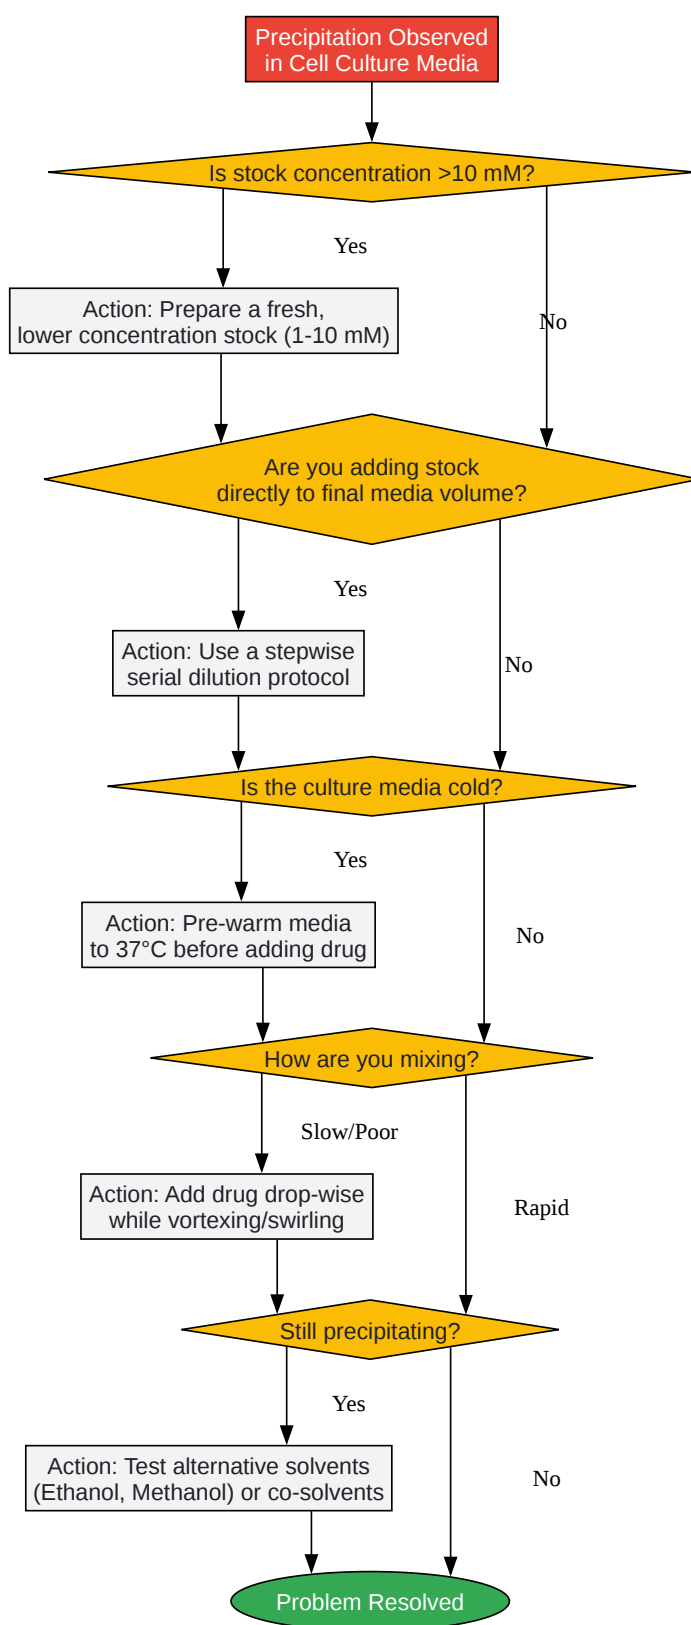 Precipitation Observed
in Cell Culture Media
Is stock concentration >10 mM?
Yes
Action: Prepare a fresh,
lower concentration stock (1-10 mM)
No
Are you adding stock
directly to final media volume?
Yes
Action: Use a stepwise
serial dilution protocol
No
Is the culture media cold?
Yes
Action: Pre-warm media
to 37°C before adding drug
No
How are you mixing?
Slow/Poor
Action: Add drug drop-wise
while vortexing/swirling
Rapid
Still precipitating?
Yes
Action: Test alternative solvents
(Ethanol, Methanol) or co-solvents
No
Problem Resolved